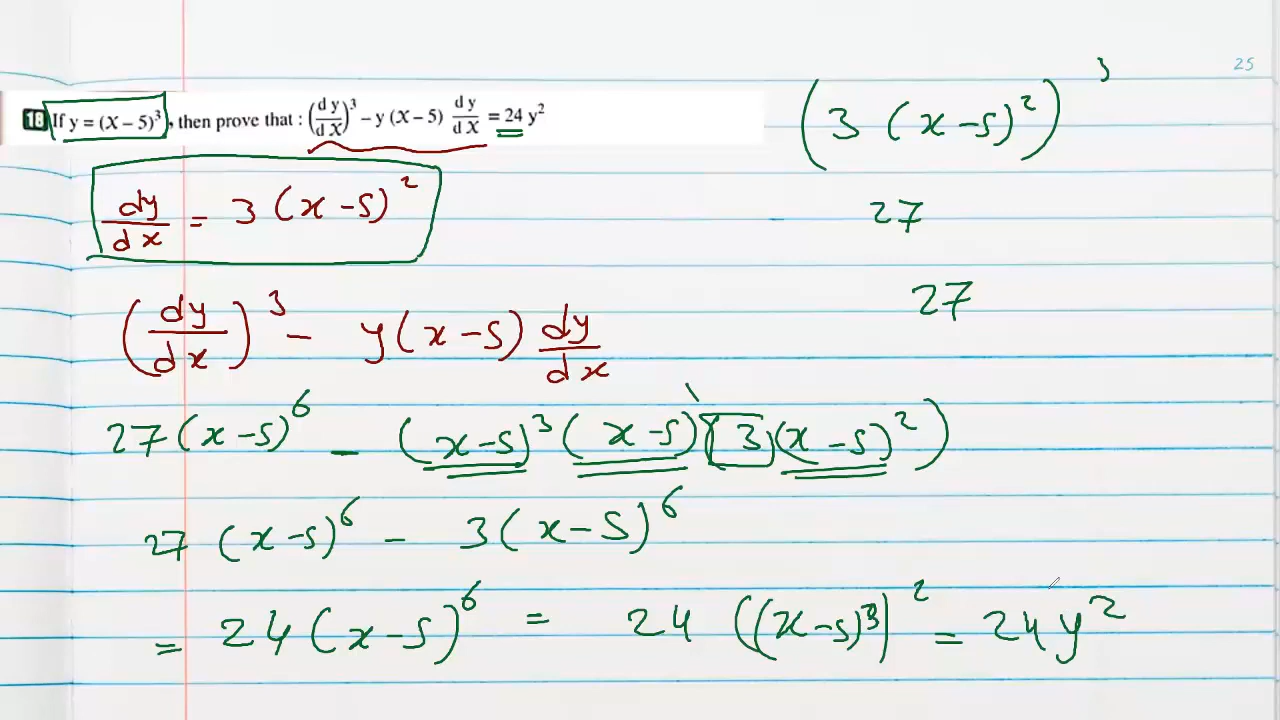 25
18 If y = (X – 5)³ , then prove that : (dy/dX)³ – y (X – 5) dy/dX = 24 y²
(3 (x-5)²)³
dy/dx = 3 (x-5)²
27
27
(dy/dx)³ - y(x-5) dy/dx
27(x-5)⁶ - (x-5)³(x-5)¹(3(x-5)²)
27 (x-5)⁶ - 3(x-5)⁶
= 24(x-5)⁶ = 24 ((x-5)³)² = 24y²